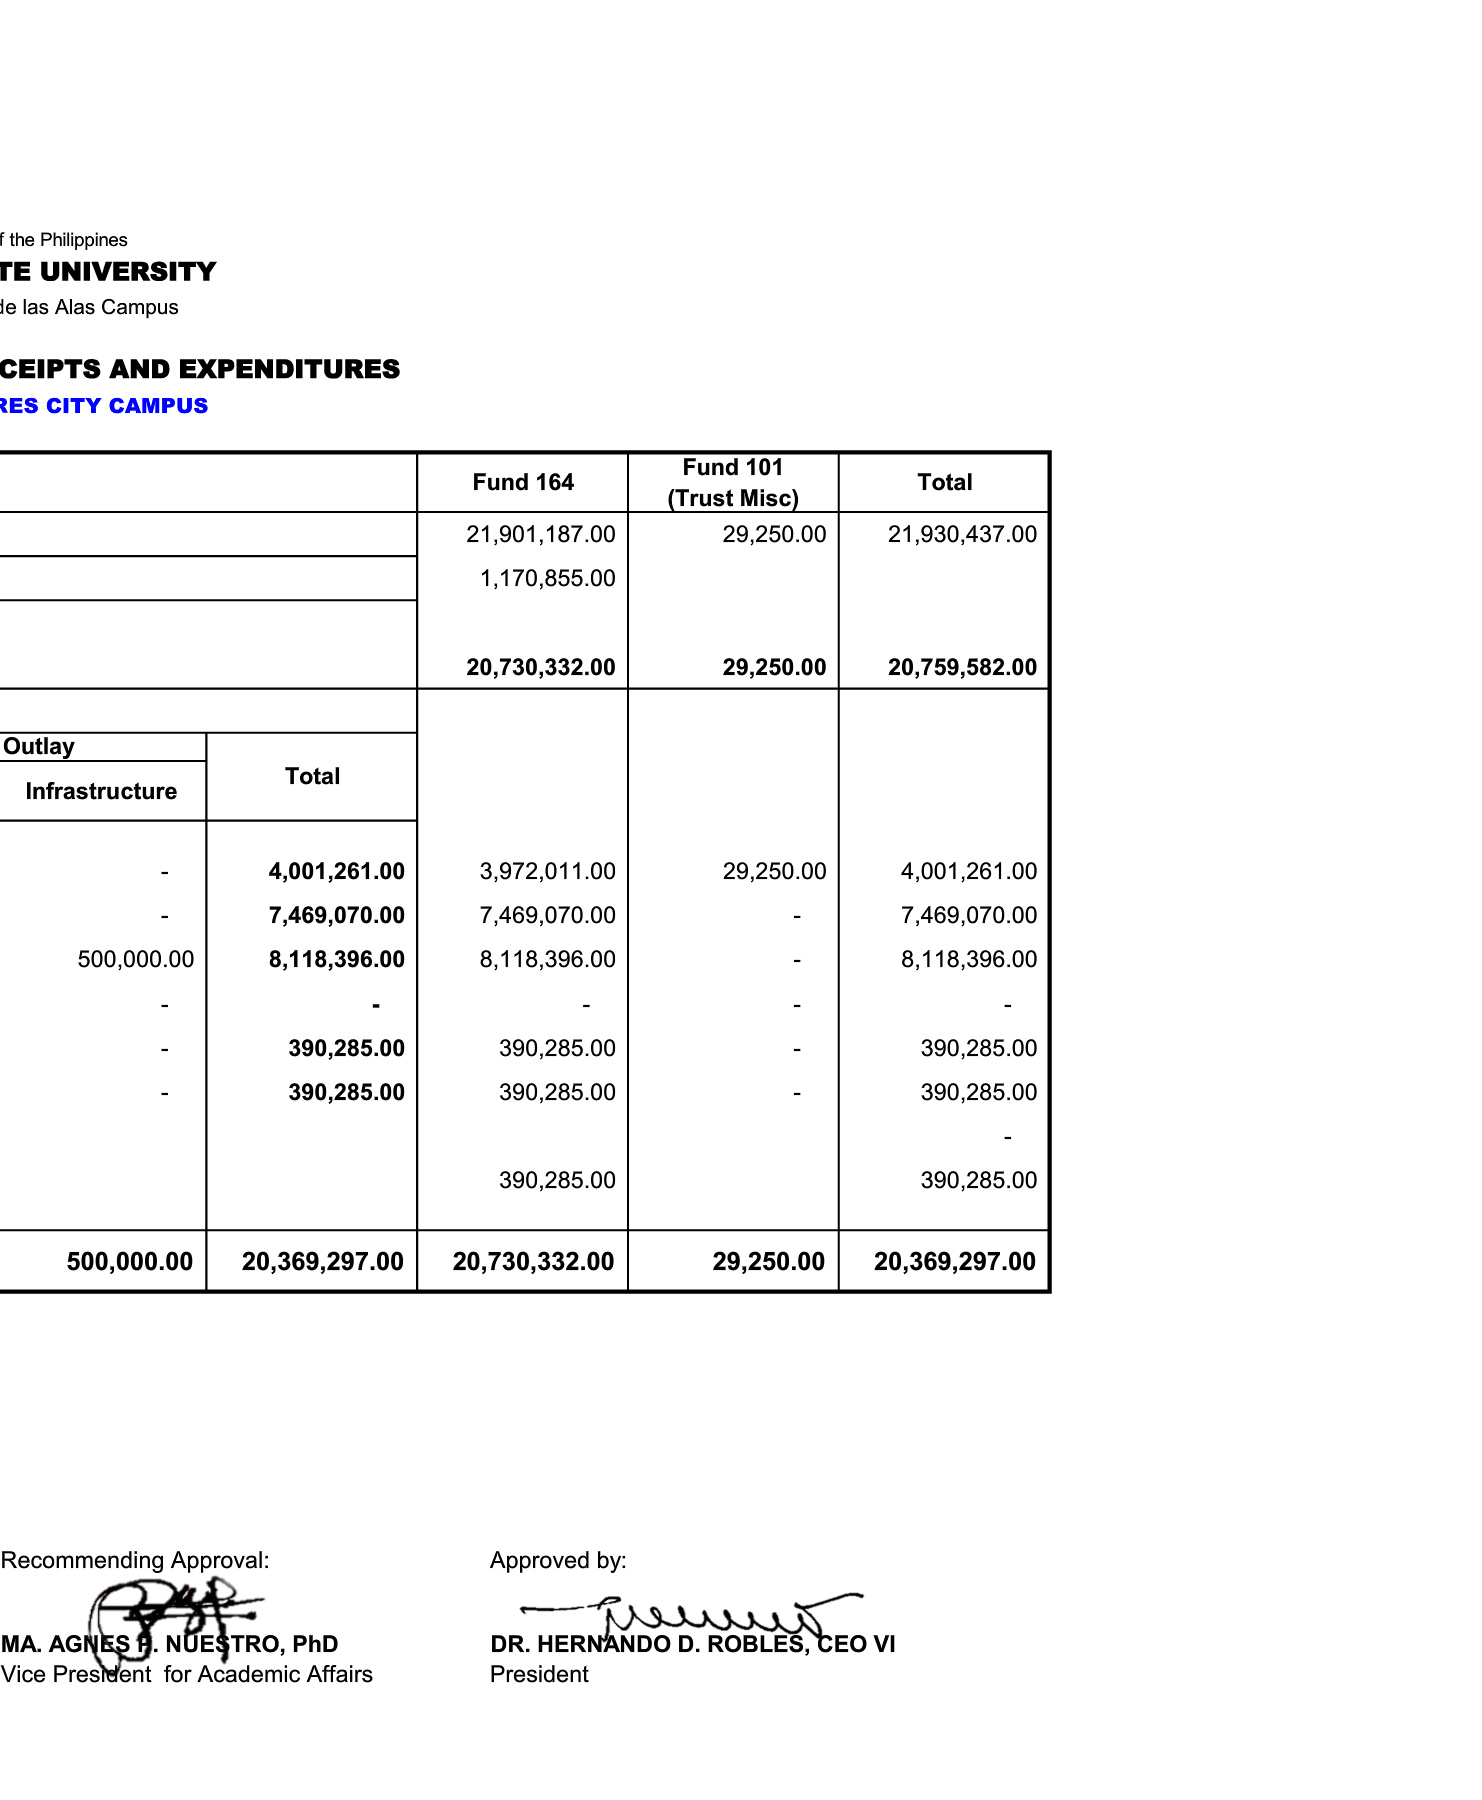 f the Philippines
TE UNIVERSITY
de las Alas Campus
CEIPTS AND EXPENDITURES
RES CITY CAMPUS
Fund 164 Fund 101 (Trust Misc) Total
21,901,187.00 29,250.00 21,930,437.00
1,170,855.00
20,730,332.00 29,250.00 20,759,582.00
Outlay
Infrastructure Total
- 4,001,261.00 3,972,011.00 29,250.00 4,001,261.00
- 7,469,070.00 7,469,070.00 - 7,469,070.00
500,000.00 8,118,396.00 8,118,396.00 - 8,118,396.00
- - - - -
- 390,285.00 390,285.00 - 390,285.00
- 390,285.00 390,285.00 - 390,285.00
-
390,285.00 390,285.00
500,000.00 20,369,297.00 20,730,332.00 29,250.00 20,369,297.00
Recommending Approval: Approved by:
MA. AGNES P. NUESTRO, PhD DR. HERNANDO D. ROBLES, CEO VI
Vice President for Academic Affairs President